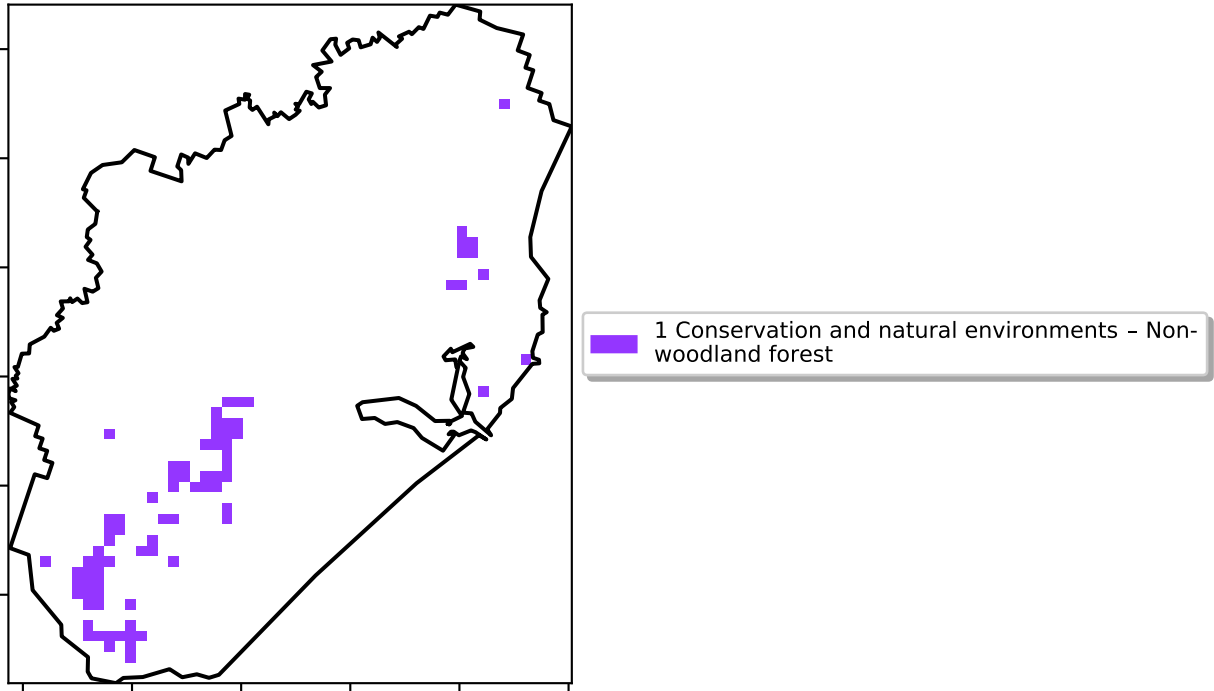 1 Conservation and natural environments – Non-
woodland forest